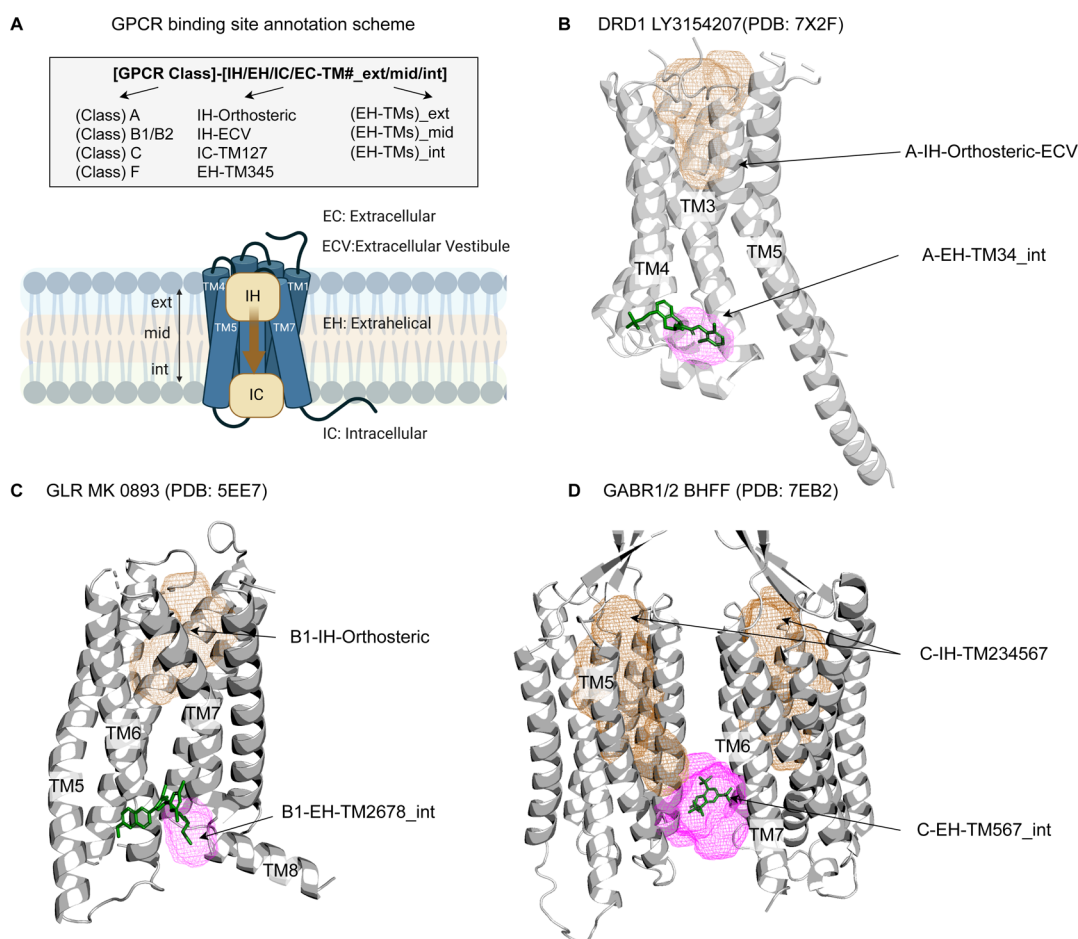 A GPCR binding site annotation scheme
[GPCR Class]-[IH/EH/IC/EC-TM#_ext/mid/int]
(Class) A IH-Orthosteric (EH-TMs)_ext
(Class) B1/B2 IH-ECV (EH-TMs)_mid
(Class) C IC-TM127 (EH-TMs)_int
(Class) F EH-TM345
EC: Extracellular
ECV:Extracellular Vestibule
TM4 TM1
IH
ext
mid
int
TM5 TM7
EH: Extrahelical
IC
IC: Intracellular
B DRD1 LY3154207(PDB: 7X2F)
A-IH-Orthosteric-ECV
TM3
TM5
TM4
A-EH-TM34_int
C GLR MK 0893 (PDB: 5EE7)
B1-IH-Orthosteric
TM7
TM6
TM5
B1-EH-TM2678_int
TM8
D GABR1/2 BHFF (PDB: 7EB2)
C-IH-TM234567
TM5
TM6
TM7
C-EH-TM567_int